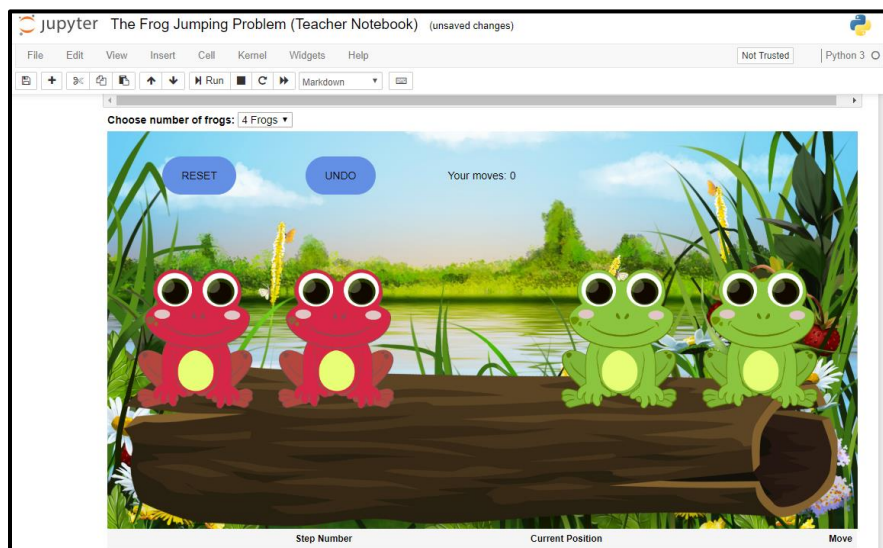 jupyter The Frog Jumping Problem (Teacher Notebook) (unsaved changes)
File Edit View Insert Cell Kernel Widgets Help Not Trusted Python 3
Run Markdown
Choose number of frogs: 4 Frogs
RESET UNDO Your moves: 0
Step Number Current Position Move